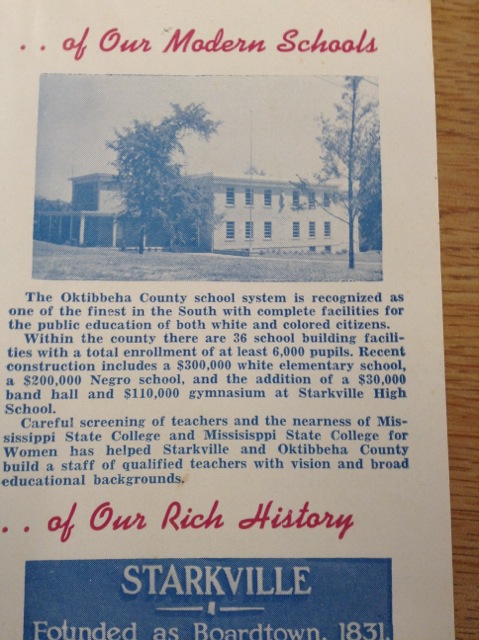 . . of Our Modern Schools
The Oktibbeha County school system is recognized as
one of the finest in the South with complete facilities for
the public education of both white and colored citizens.
Within the county there are 36 school building facili-
ties with a total enrollment of at least 6,000 pupils. Recent
construction includes a $300,000 white elementary school,
a $200,000 Negro school, and the addition of a $30,000
band hall and $110,000 gymnasium at Starkville High
School.
Careful screening of teachers and the nearness of Mis-
sissippi State College and Missisisppi State College for
Women has helped Starkville and Oktibbeha County
build a staff of qualified teachers with vision and broad
educational backgrounds.
. . of Our Rich History
STARKVILLE
Founded as Boardtown, 1831.